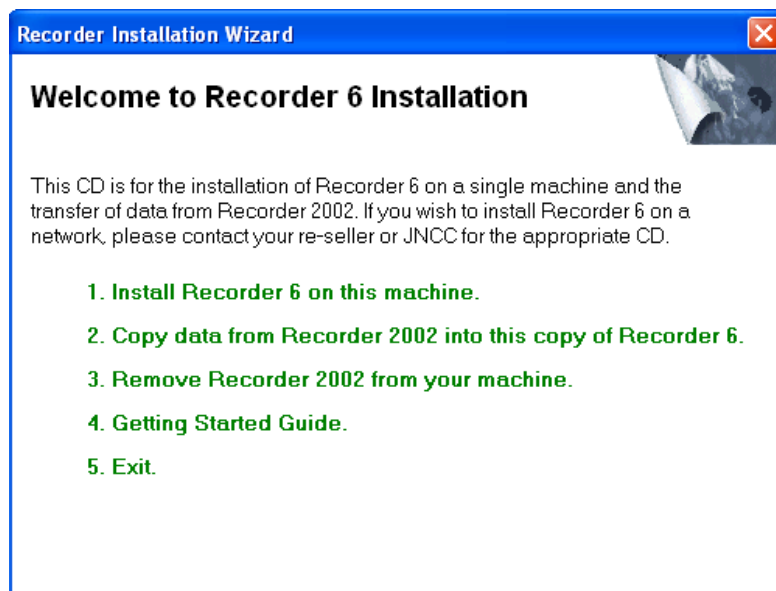 Recorder Installation Wizard
Welcome to Recorder 6 Installation
This CD is for the installation of Recorder 6 on a single machine and the
transfer of data from Recorder 2002. If you wish to install Recorder 6 on a
network, please contact your re-seller or JNCC for the appropriate CD.
1. Install Recorder 6 on this machine.
2. Copy data from Recorder 2002 into this copy of Recorder 6.
3. Remove Recorder 2002 from your machine.
4. Getting Started Guide.
5. Exit.